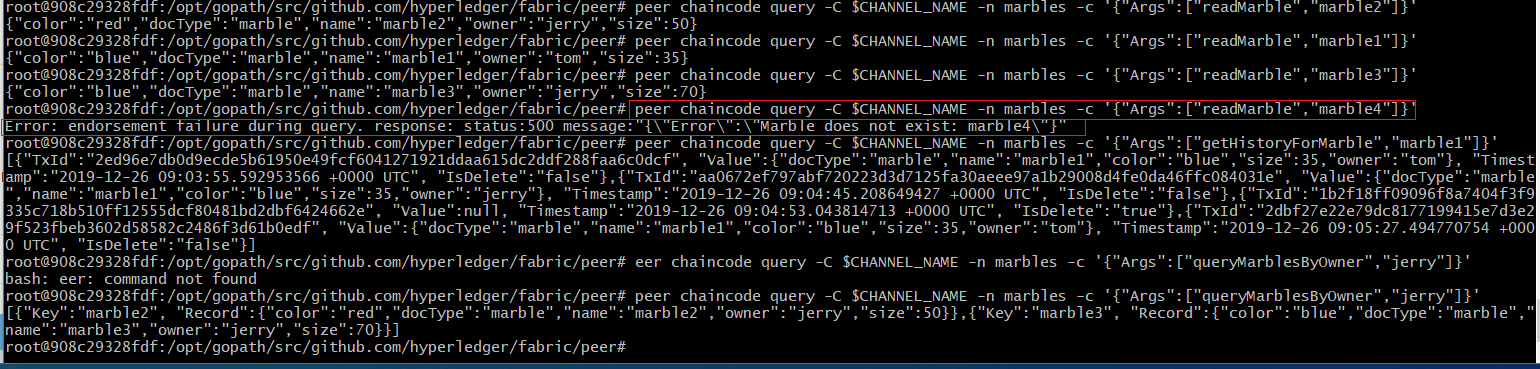 root@908c29328fdf:/opt/gopath/src/github.com/hyperledger/fabric/peer# peer chaincode query -C $CHANNEL_NAME -n marbles -c '{"Args":["readMarble","marble2"]}'
{"color":"red","docType":"marble","name":"marble2","owner":"jerry","size":50}
root@908c29328fdf:/opt/gopath/src/github.com/hyperledger/fabric/peer# peer chaincode query -C $CHANNEL_NAME -n marbles -c '{"Args":["readMarble","marble1"]}'
{"color":"blue","docType":"marble","name":"marble1","owner":"tom","size":35}
root@908c29328fdf:/opt/gopath/src/github.com/hyperledger/fabric/peer# peer chaincode query -C $CHANNEL_NAME -n marbles -c '{"Args":["readMarble","marble3"]}'
{"color":"blue","docType":"marble","name":"marble3","owner":"jerry","size":70}
root@908c29328fdf:/opt/gopath/src/github.com/hyperledger/fabric/peer# peer chaincode query -C $CHANNEL_NAME -n marbles -c '{"Args":["readMarble","marble4"]}'
Error: endorsement failure during query. response: status:500 message:"{\"Error\":\"Marble does not exist: marble4\"}"
root@908c29328fdf:/opt/gopath/src/github.com/hyperledger/fabric/peer# peer chaincode query -C $CHANNEL_NAME -n marbles -c '{"Args":["getHistoryForMarble","marble1"]}'
[{"TxId":"2ed96e7db0d9ecde5b61950e49fcf6041271921ddaa615dc2ddf288faa6c0dcf", "Value":{"docType":"marble","name":"marble1","color":"blue","size":35,"owner":"tom"}, "Timest
amp":"2019-12-26 09:03:55.592953566 +0000 UTC", "IsDelete":"false"},{"TxId":"aa0672ef797abf720223d3d7125fa30aeee97a1b29008d4fe0da46ffc084031e", "Value":{"docType":"marble
","name":"marble1","color":"blue","size":35,"owner":"jerry"}, "Timestamp":"2019-12-26 09:04:45.208649427 +0000 UTC", "IsDelete":"false"},{"TxId":"1b2f18ff09096f8a7404f3f9
335c718b510ff12555dcf80481bd2dbf6424662e", "Value":null, "Timestamp":"2019-12-26 09:04:53.043814713 +0000 UTC", "IsDelete":"true"},{"TxId":"2dbf27e22e79dc8177199415e7d3e2
9f523fbeb3602d58582c2486f3d61b0edf", "Value":{"docType":"marble","name":"marble1","color":"blue","size":35,"owner":"tom"}, "Timestamp":"2019-12-26 09:05:27.494770754 +000
0 UTC", "IsDelete":"false"}]
root@908c29328fdf:/opt/gopath/src/github.com/hyperledger/fabric/peer# eer chaincode query -C $CHANNEL_NAME -n marbles -c '{"Args":["queryMarblesByOwner","jerry"]}'
bash: eer: command not found
root@908c29328fdf:/opt/gopath/src/github.com/hyperledger/fabric/peer# peer chaincode query -C $CHANNEL_NAME -n marbles -c '{"Args":["queryMarblesByOwner","jerry"]}'
[{"Key":"marble2", "Record":{"color":"red","docType":"marble","name":"marble2","owner":"jerry","size":50}},{"Key":"marble3", "Record":{"color":"blue","docType":"marble","
name":"marble3","owner":"jerry","size":70}}]
root@908c29328fdf:/opt/gopath/src/github.com/hyperledger/fabric/peer#